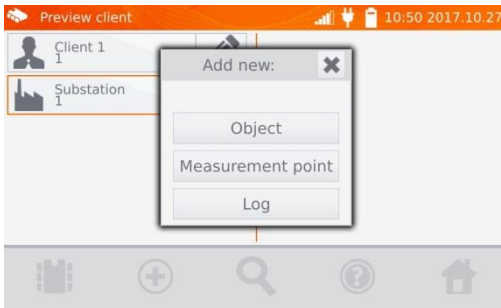 Preview client
10:50 2017.10.27
Client 1
1
Substation
1
Add new:
Object
Measurement point
Log